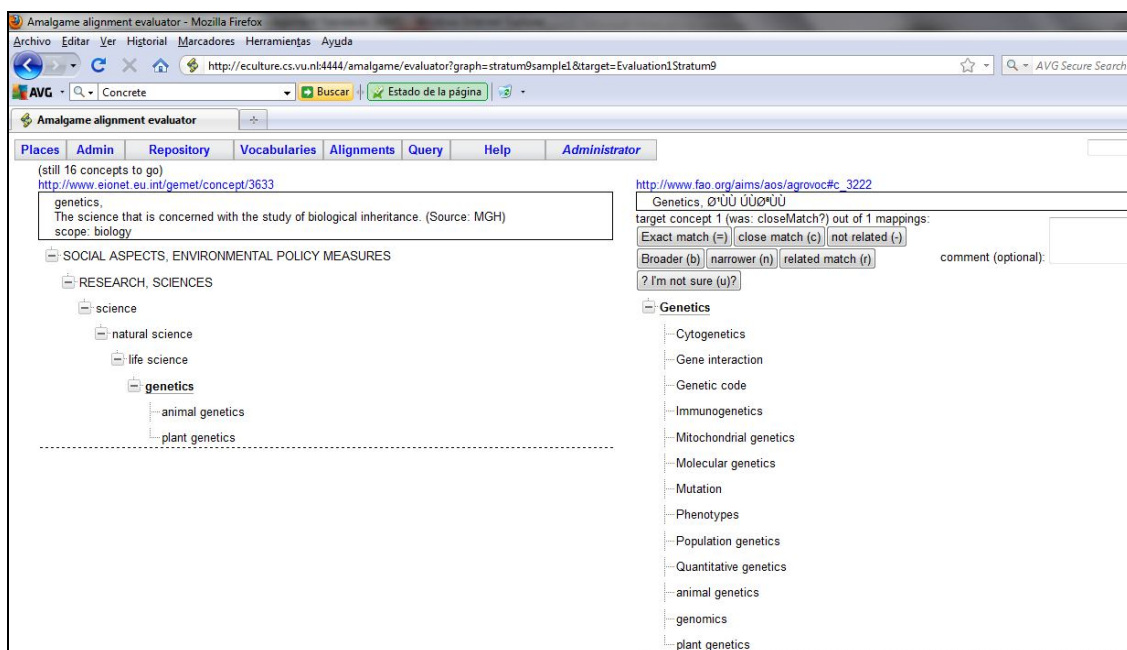 Amalgame alignment evaluator - Mozilla Firefox
Archivo Editar Ver Historial Marcadores Herramientas Ayuda
http://eculture.cs.vu.nl:4444/amalgame/evaluator?graph=stratum9sample1&target=Evaluation1Stratum9
AVG Secure Search
AVG Concrete Buscar Estado de la página
Amalgame alignment evaluator
Places Admin Repository Vocabularies Alignments Query Help Administrator
(still 16 concepts to go)
http://www.eionet.eu.int/gemet/concept/3633
genetics,
The science that is concerned with the study of biological inheritance. (Source: MGH)
scope: biology
SOCIAL ASPECTS, ENVIRONMENTAL POLICY MEASURES
RESEARCH, SCIENCES
science
natural science
life science
genetics
animal genetics
plant genetics
http://www.fao.org/aims/aos/agrovoc#c_3222
Genetics,
target concept 1 (was: closeMatch?) out of 1 mappings:
Exact match (=) close match (c) not related (-)
Broader (b) narrower (n) related match (r)
comment (optional):
? I'm not sure (u)?
Genetics
Cytogenetics
Gene interaction
Genetic code
Immunogenetics
Mitochondrial genetics
Molecular genetics
Mutation
Phenotypes
Population genetics
Quantitative genetics
animal genetics
genomics
plant genetics